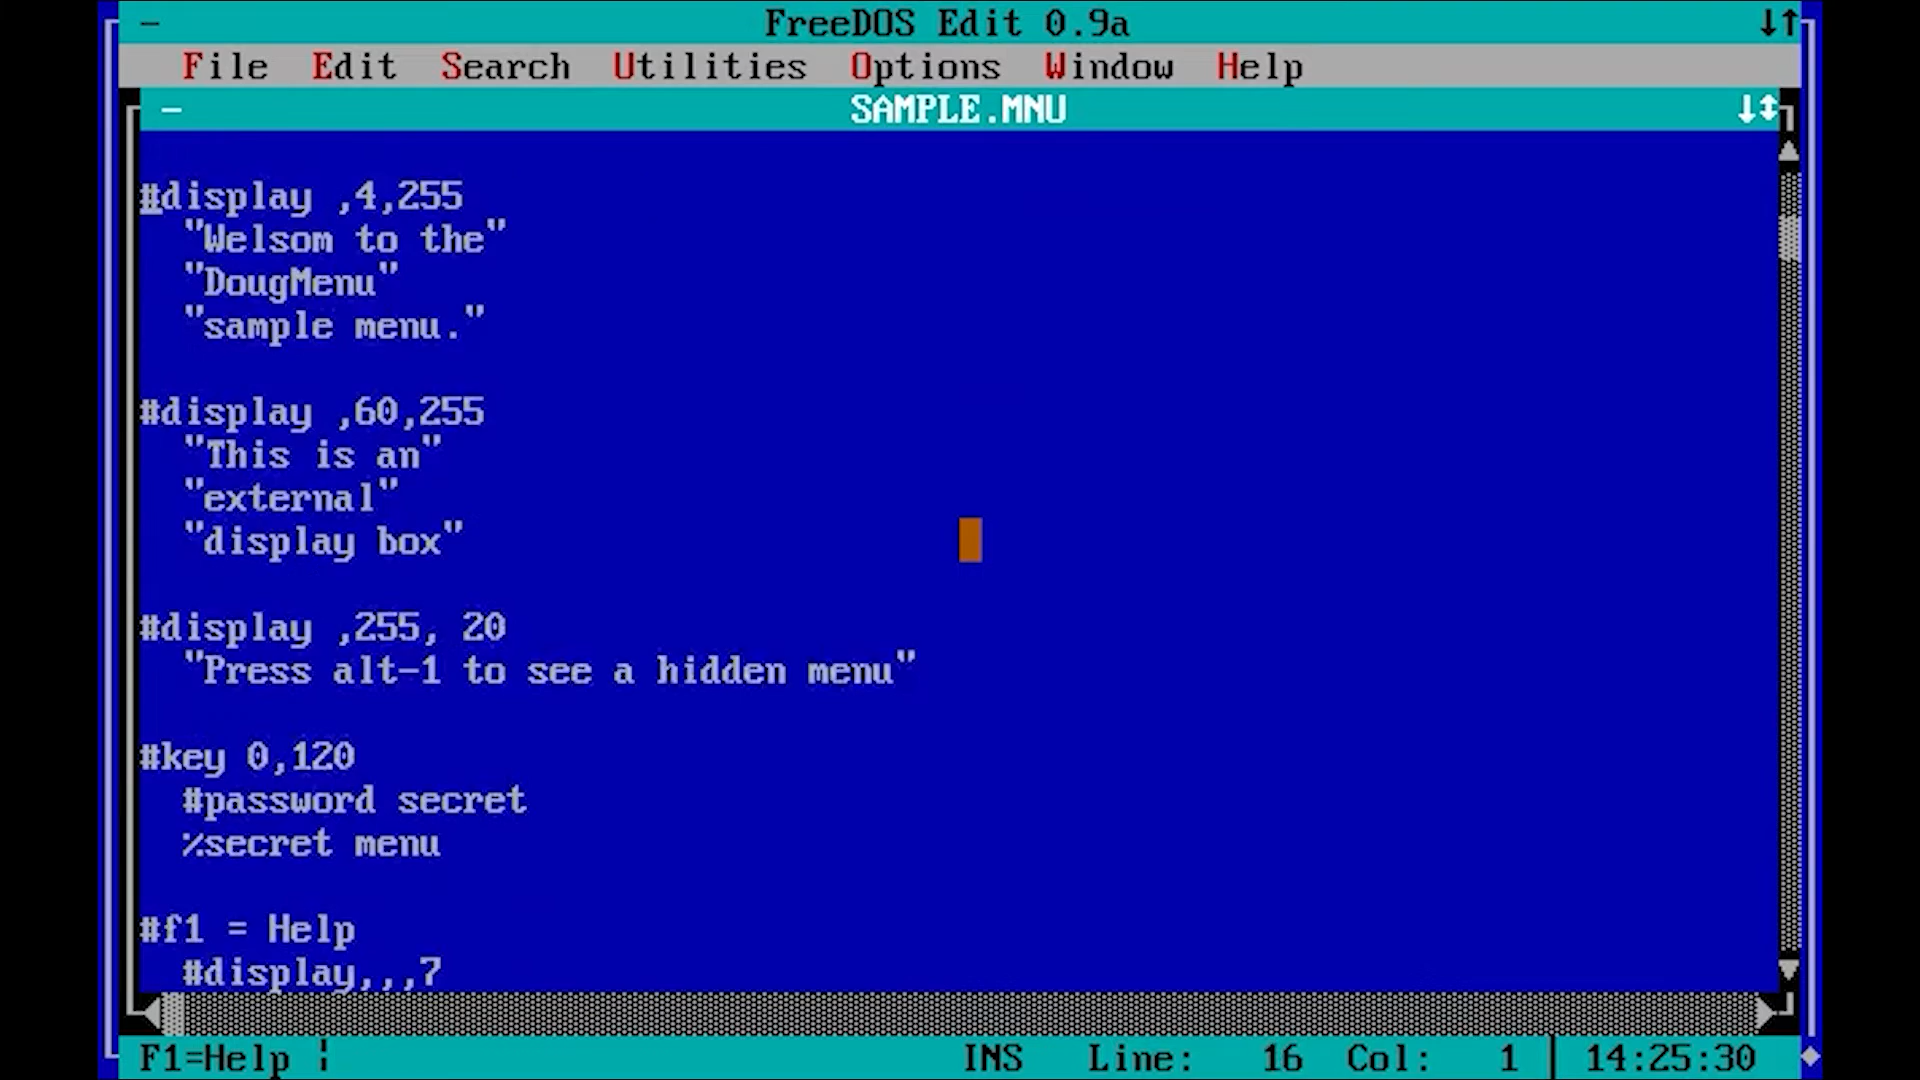 FreeDOS Edit 0.9a
File Edit Search Utilities Options Window Help
SAMPLE.MNU
#display ,4,255
"Welsom to the"
"DougMenu"
"sample menu."
#display ,60,255
"This is an"
"external"
"display box"
#display ,255, 20
"Press alt-1 to see a hidden menu"
#key 0,120
#password secret
%secret menu
#f1 = Help
#display,,,7
F1=Help ¦ INS Line: 16 Col: 1 14:25:30